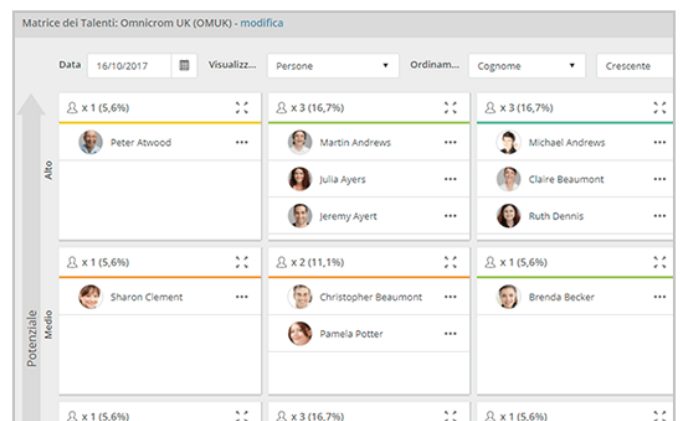 Matrice dei Talenti: Omnicrom UK (OMUK) - modifica
Data 16/10/2017 Visualizz... Persone Ordinam... Cognome Crescente
x 1 (5,6%) x 3 (16,7%) x 3 (16,7%)
Peter Atwood Martin Andrews Michael Andrews
Alto
Julia Ayers Claire Beaumont
Jeremy Ayert Ruth Dennis
x 1 (5,6%) x 2 (11,1%) x 1 (5,6%)
Sharon Clement Christopher Beaumont Brenda Becker
Potenziale
Medio
Pamela Potter
x 1 (5,6%) x 3 (16,7%) x 1 (5,6%)